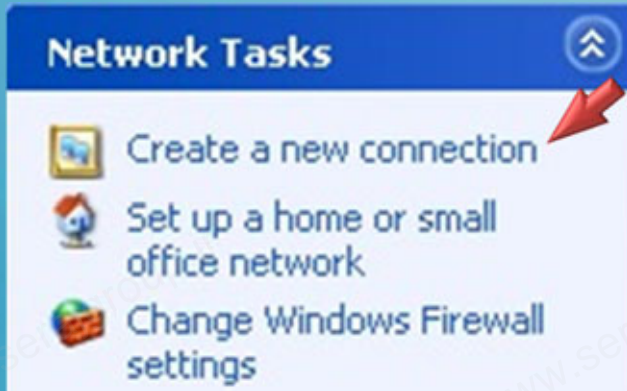 Network Tasks
Create a new connection
Set up a home or small
office network
Change Windows Firewall
settings